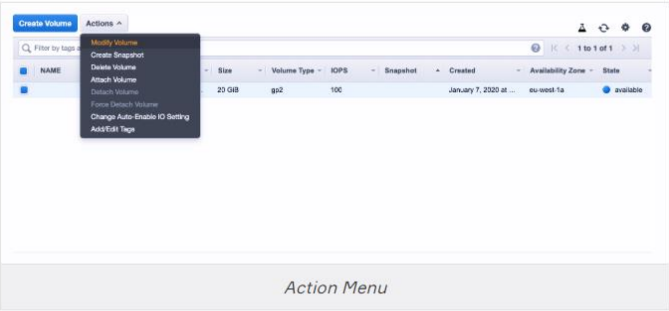 Create Volume Actions
Filter by tags a
1 to 1 of 1
Modify Volume
Create Snapshot
Delete Volume
Attach Volume
Detach Volume
Force Detach Volume
Change Auto-Enable IO Setting
Add/Edit Tags
NAME Size Volume Type IOPS Snapshot Created Availability Zone State
20 GiB gp2 100 January 7, 2020 at ... eu-west-1a available
Action Menu